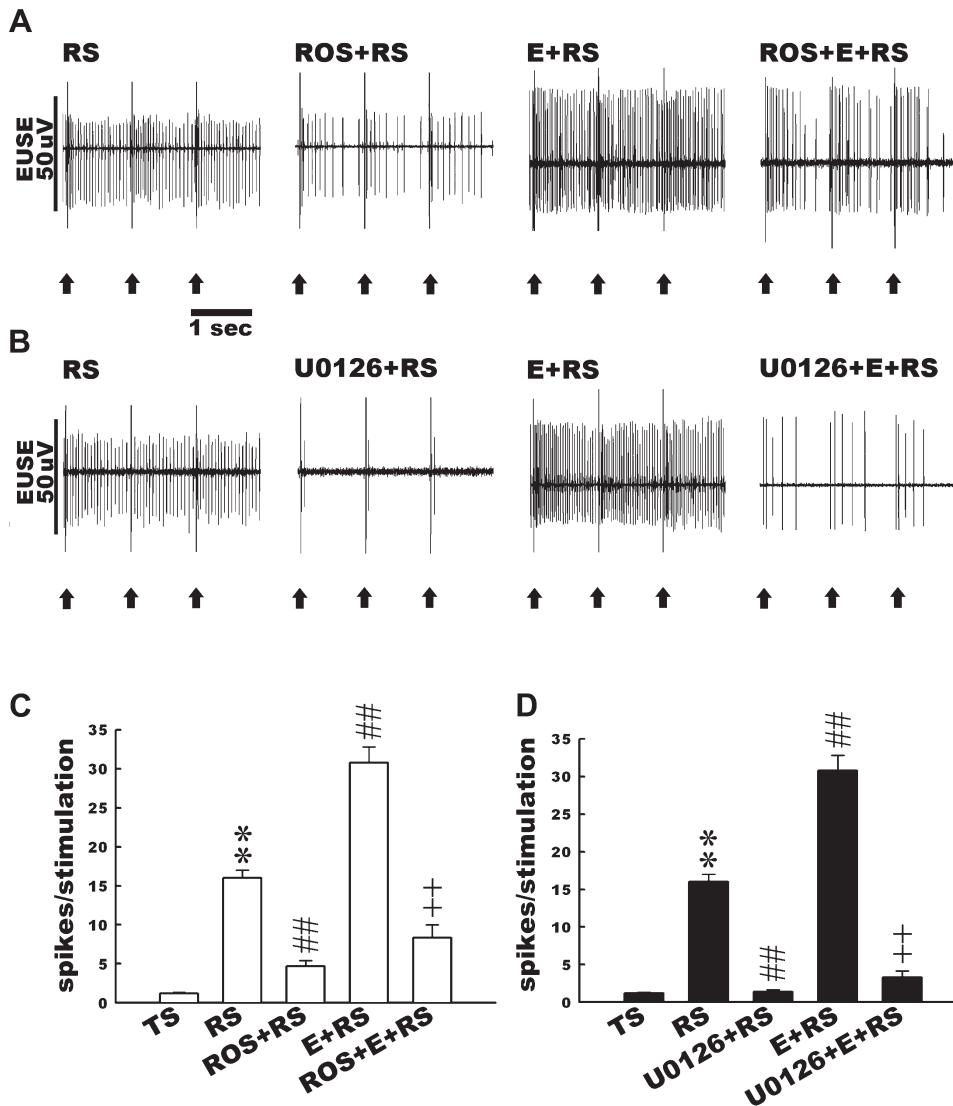 A
RS
ROS+RS
E+RS
ROS+E+RS
EUSE
50uV
1 sec
B
RS
U0126+RS
E+RS
U0126+E+RS
EUSE
50uV
C
spikes/stimulation
35
30
25
20
15
10
5
0
**
##
##
++
TS
RS
ROS+RS
E+RS
ROS+E+RS
D
spikes/stimulation
35
30
25
20
15
10
5
0
**
##
##
++
TS
RS
U0126+RS
E+RS
U0126+E+RS